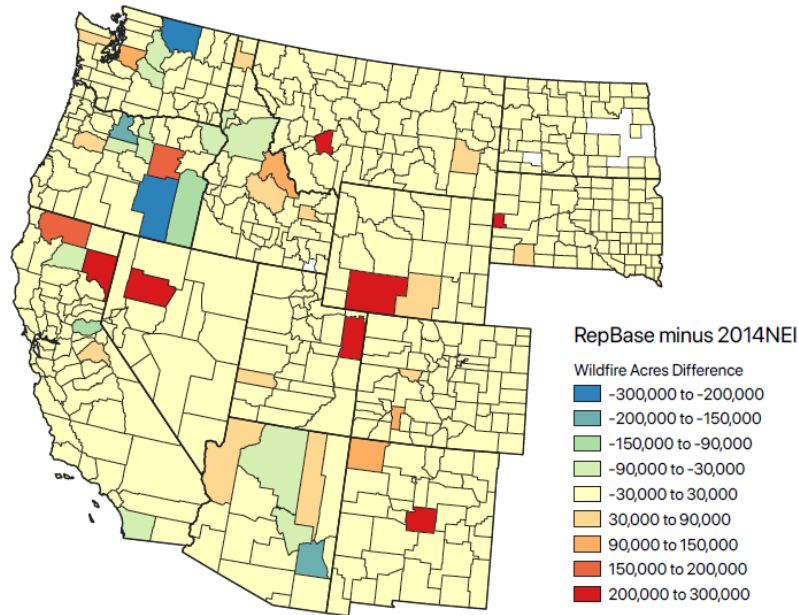 RepBase minus 2014NEI
Wildfire Acres Difference
-300,000 to -200,000
-200,000 to -150,000
-150,000 to -90,000
-90,000 to -30,000
-30,000 to 30,000
30,000 to 90,000
90,000 to 150,000
150,000 to 200,000
200,000 to 300,000